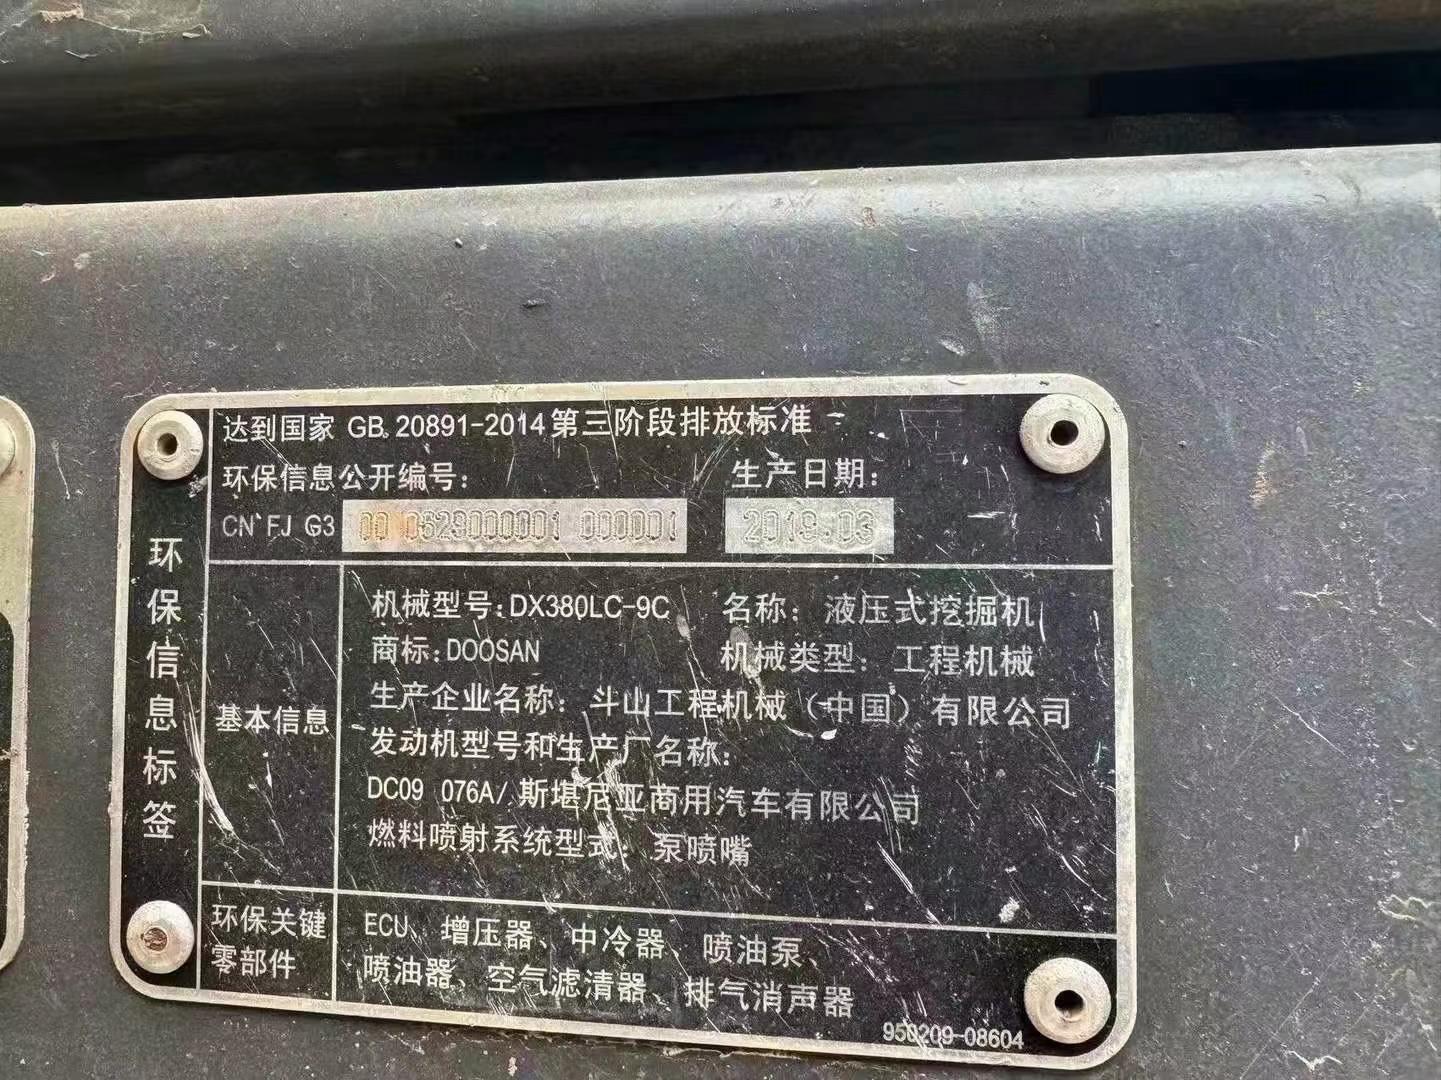 达到国家 GB 20891-2014第三阶段排放标准
环保信息公开编号:
生产日期:
CN FJ G3 00 0629000001 000001
2019.03
环保信息标签
基本信息
机械型号:DX380LC-9C 名称: 液压式挖掘机
商标:DOOSAN 机械类型: 工程机械
生产企业名称: 斗山工程机械（中国）有限公司
发动机型号和生产厂名称:
DC09 076A/斯堪尼亚商用汽车有限公司
燃料喷射系统型式: 泵喷嘴
环保关键
零部件
ECU、增压器、中冷器、喷油泵、
喷油器、空气滤清器、排气消声器
950209-08604